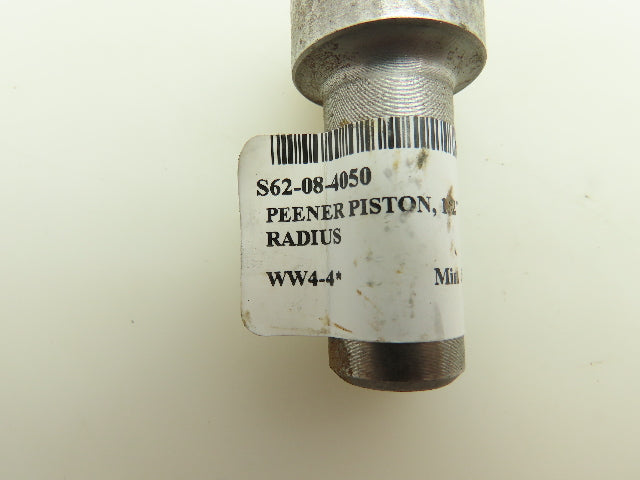 S62-08-4050
PEENER PISTON,
RADIUS
WW4-4*